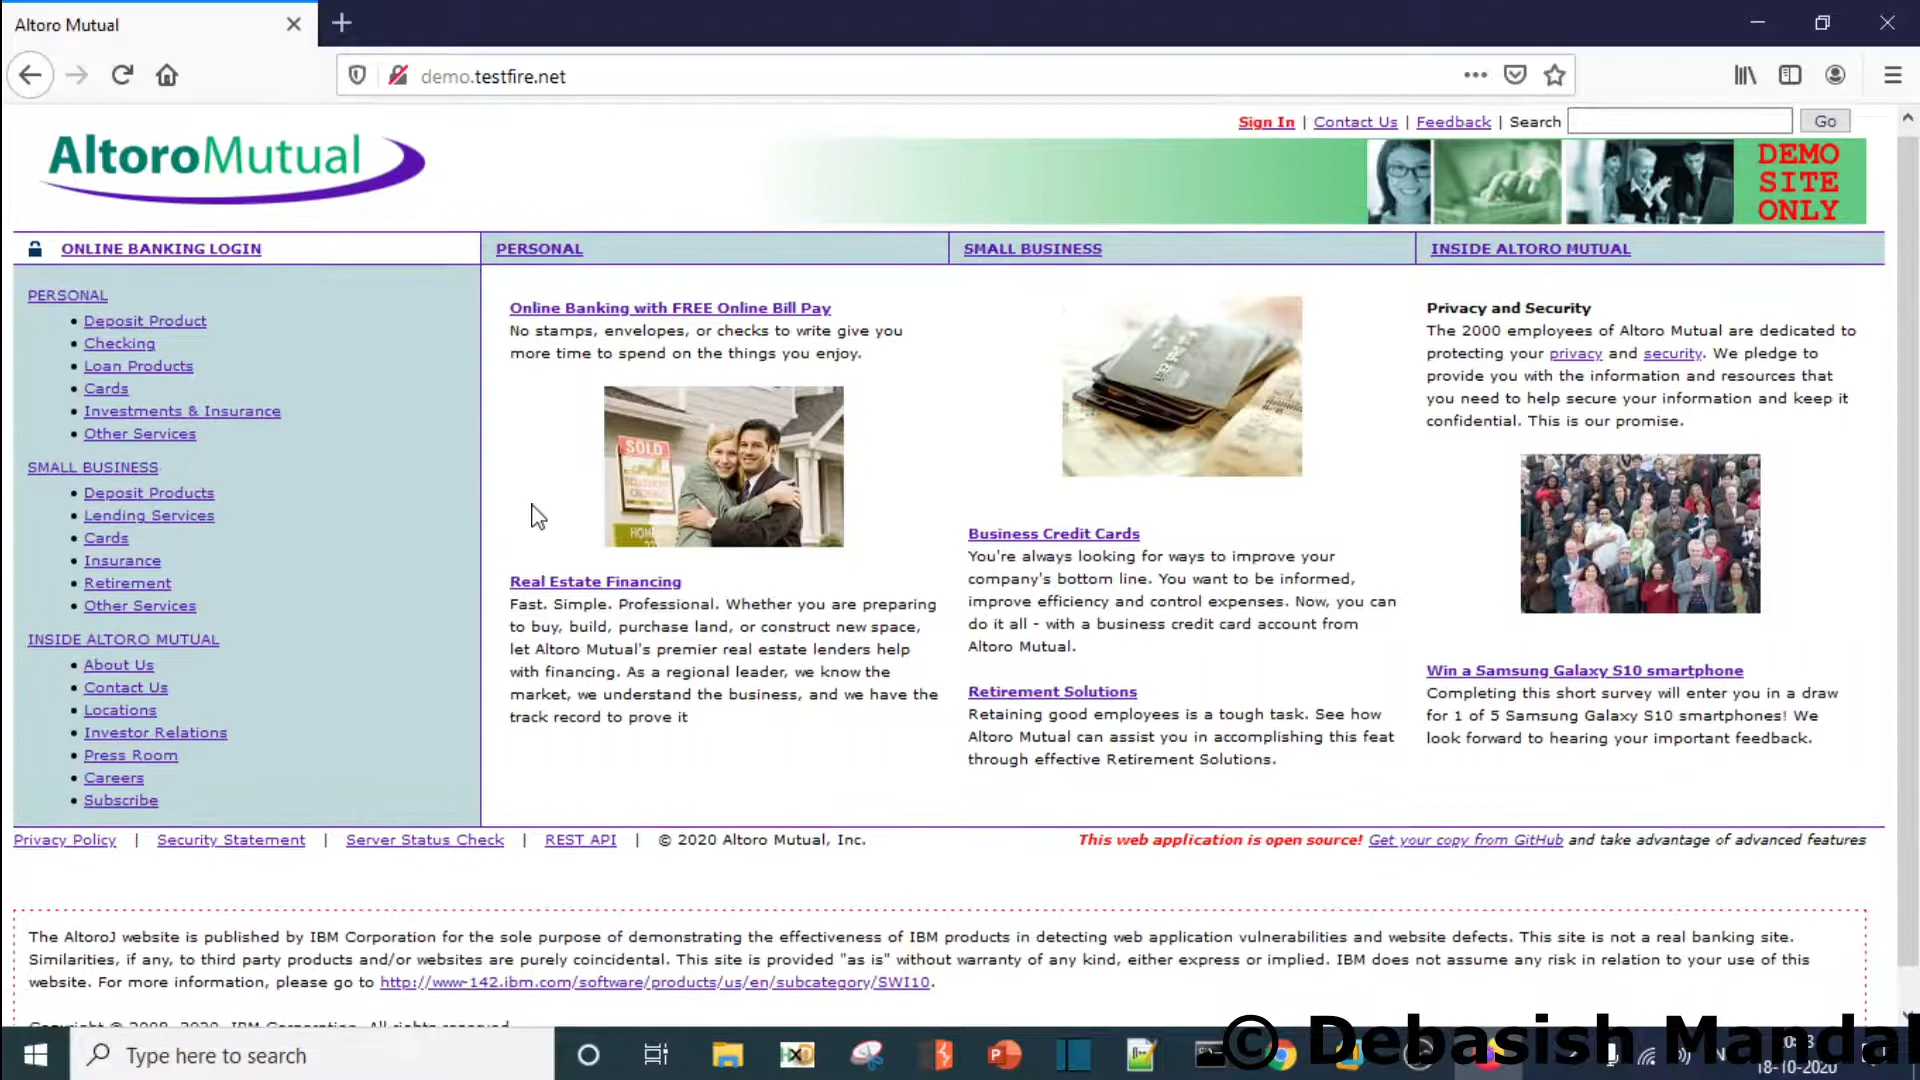 Altoro Mutual
demo.testfire.net
Sign In | Contact Us | Feedback | Search
Go
AltoroMutual
DEMO
SITE
ONLY
ONLINE BANKING LOGIN
PERSONAL
SMALL BUSINESS
INSIDE ALTORO MUTUAL
PERSONAL
Deposit Product
Checking
Loan Products
Cards
Investments & Insurance
Other Services
SMALL BUSINESS
Deposit Products
Lending Services
Cards
Insurance
Retirement
Other Services
INSIDE ALTORO MUTUAL
About Us
Contact Us
Locations
Investor Relations
Press Room
Careers
Subscribe
Online Banking with FREE Online Bill Pay
No stamps, envelopes, or checks to write give you
more time to spend on the things you enjoy.
SOLD
Real Estate Financing
Fast. Simple. Professional. Whether you are preparing
to buy, build, purchase land, or construct new space,
let Altoro Mutual's premier real estate lenders help
with financing. As a regional leader, we know the
market, we understand the business, and we have the
track record to prove it
Business Credit Cards
You're always looking for ways to improve your
company's bottom line. You want to be informed,
improve efficiency and control expenses. Now, you can
do it all - with a business credit card account from
Altoro Mutual.
Retirement Solutions
Retaining good employees is a tough task. See how
Altoro Mutual can assist you in accomplishing this feat
through effective Retirement Solutions.
Privacy and Security
The 2000 employees of Altoro Mutual are dedicated to
protecting your privacy and security. We pledge to
provide you with the information and resources that
you need to help secure your information and keep it
confidential. This is our promise.
Win a Samsung Galaxy S10 smartphone
Completing this short survey will enter you in a draw
for 1 of 5 Samsung Galaxy S10 smartphones! We
look forward to hearing your important feedback.
Privacy Policy | Security Statement | Server Status Check | REST API | © 2020 Altoro Mutual, Inc.
This web application is open source! Get your copy from GitHub and take advantage of advanced features
The AltoroJ website is published by IBM Corporation for the sole purpose of demonstrating the effectiveness of IBM products in detecting web application vulnerabilities and website defects. This site is not a real banking site.
Similarities, if any, to third party products and/or websites are purely coincidental. This site is provided "as is" without warranty of any kind, either express or implied. IBM does not assume any risk in relation to your use of this
website. For more information, please go to http://www-142.ibm.com/software/products/us/en/subcategory/SWI10.
Copyright © 2008, 2020, IBM Corporation, All rights reserved.
Type here to search
© Debasish Mandal
18-10-2020